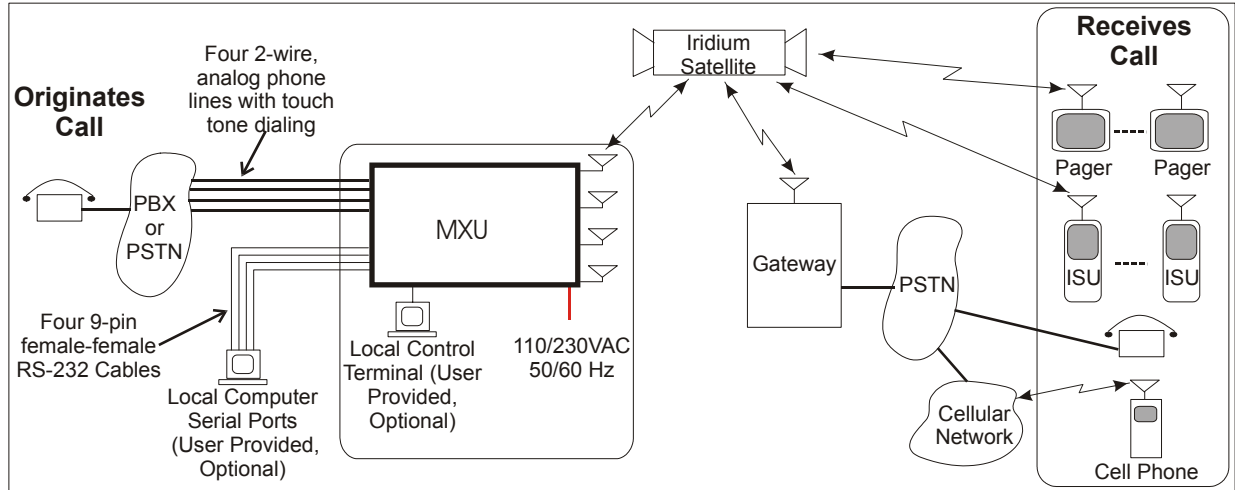 Originates
Call
Four 2-wire,
analog phone
lines with touch
tone dialing
PBX
or
PSTN
Four 9-pin
female-female
RS-232 Cables
Local Computer
Serial Ports
(User Provided,
Optional)
MXU
Local Control
Terminal (User
Provided,
Optional)
110/230VAC
50/60 Hz
Iridium
Satellite
Gateway
PSTN
Cellular
Network
Receives
Call
Pager
Pager
ISU
ISU
Cell Phone